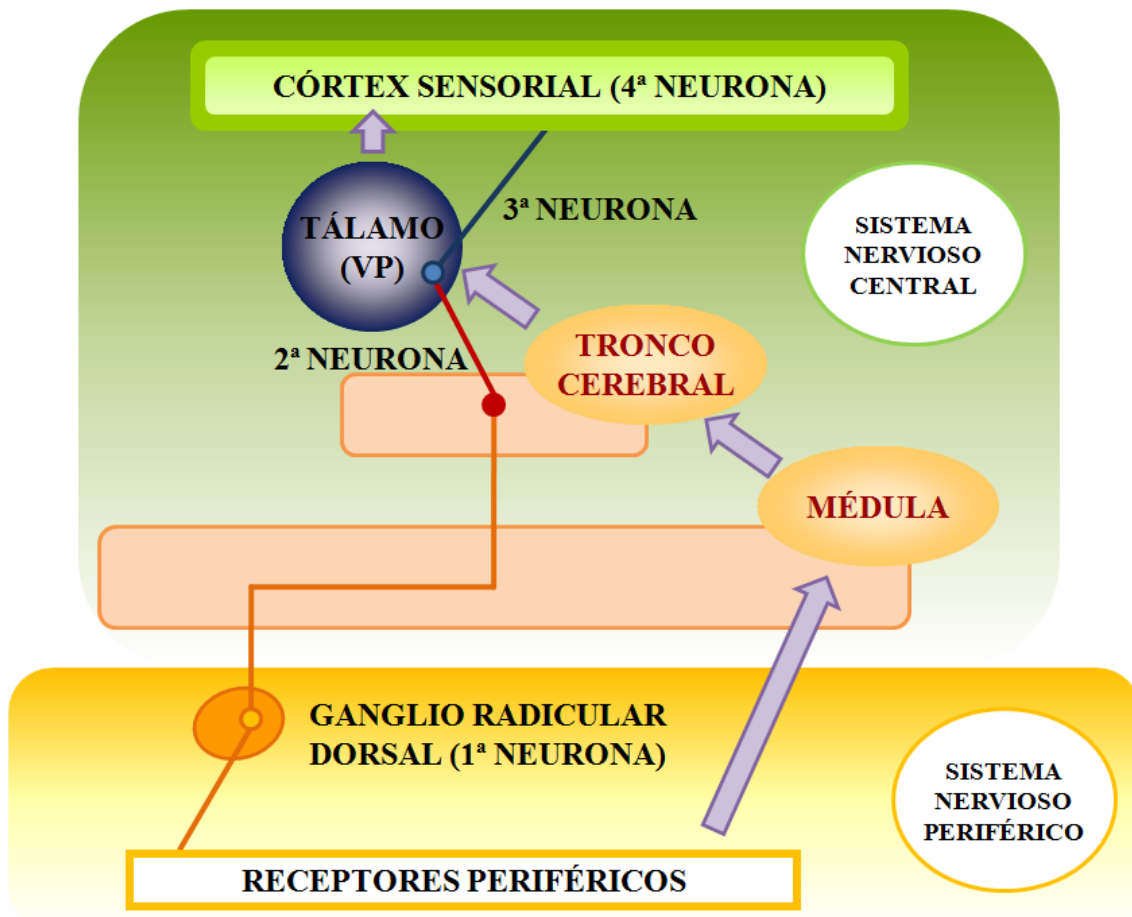 CÓRTEX SENSORIAL (4ª NEURONA)
TÁLAMO
(VP)
3ª NEURONA
SISTEMA
NERVIOSO
CENTRAL
2ª NEURONA
TRONCO
CEREBRAL
MÉDULA
GANGLIO RADICULAR
DORSAL (1ª NEURONA)
SISTEMA
NERVIOSO
PERIFÉRICO
RECEPTORES PERIFÉRICOS